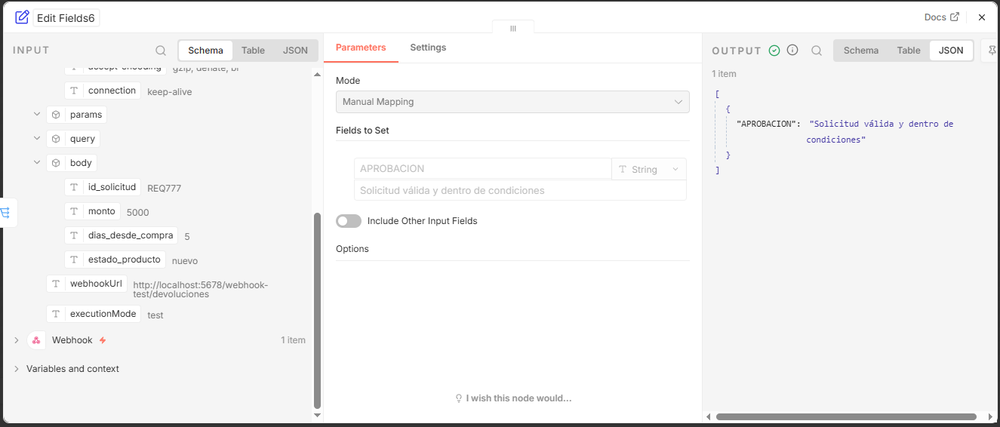 Edit Fields6
Docs
INPUT
Schema
Table
JSON
accept-encoding gzip, deflate, br
T connection keep-alive
params
query
body
T id_solicitud REQ777
T monto 5000
T dias_desde_compra 5
T estado_producto nuevo
T webhookUrl http://localhost:5678/webhook-
test/devoluciones
T executionMode test
Webhook 1 item
Variables and context
Parameters Settings
Mode
Manual Mapping
Fields to Set
APROBACION T String
Solicitud válida y dentro de condiciones
Include Other Input Fields
Options
I wish this node would...
OUTPUT
Schema
Table
JSON
1 item
[
{
"APROBACION": "Solicitud válida y dentro de
condiciones"
}
]